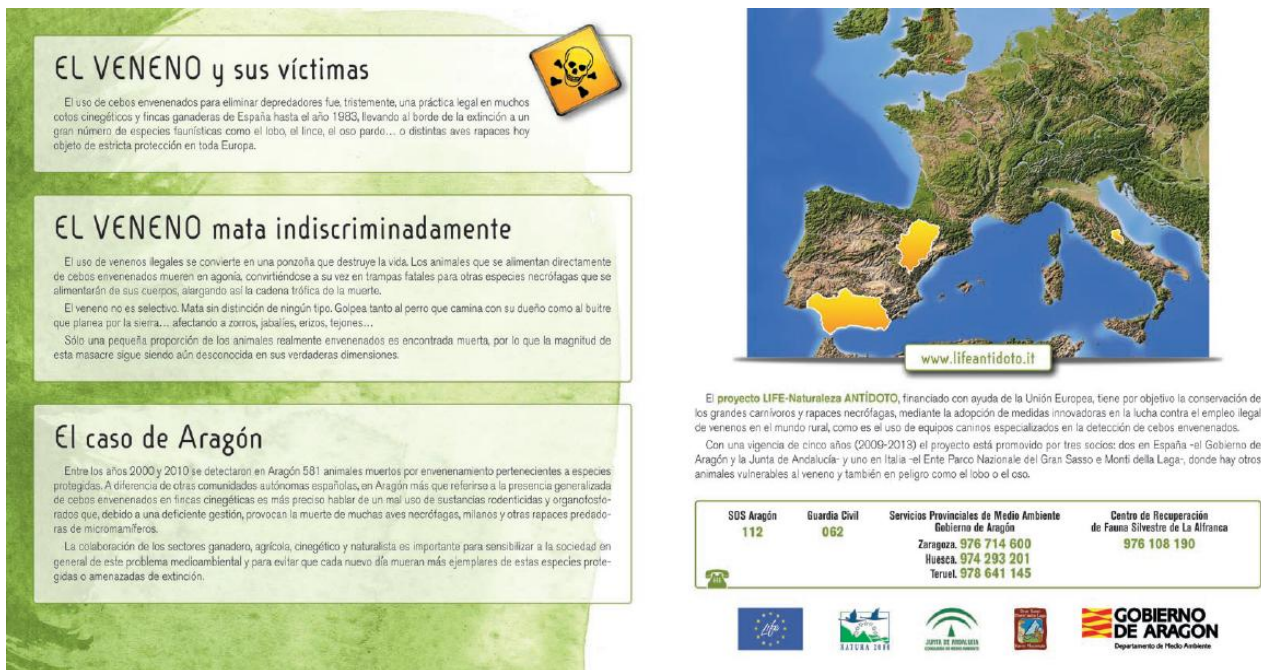 EL VENENO y sus víctimas
El uso de cebos envenenados para eliminar depredadores fue, tristemente, una práctica legal en muchos
cotos cinegéticos y fincas ganaderas de España hasta el año 1983, llevando al borde de la extinción a un
gran número de especies faunísticas como el lobo, el lince, el oso pardo... o distintas aves rapaces hoy
objeto de estricta protección en toda Europa.
EL VENENO mata indiscriminadamente
El uso de venenos ilegales se convierte en una ponzoña que destruye la vida. Los animales que se alimentan directamente
de cebos envenenados mueren en agonía, convirtiéndose a su vez en trampas fatales para otras especies necrófagas que se
alimentarán de sus cuerpos, alargando así la cadena trófica de la muerte.
El veneno no es selectivo. Mata sin distinción de ningún tipo. Golpea tanto al perro que camina con su dueño como al buitre
que planea por la sierra... afectando a zorros, jabalíes, erizos, tejones...
Sólo una pequeña proporción de los animales realmente envenenados es encontrada muerta, por lo que la magnitud de
esta masacre sigue siendo aún desconocida en sus verdaderas dimensiones.
El caso de Aragón
Entre los años 2000 y 2010 se detectaron en Aragón 581 animales muertos por envenenamiento pertenecientes a especies
protegidas. A diferencia de otras comunidades autónomas españolas, en Aragón más que referirse a la presencia generalizada
de cebos envenenados en fincas cinegéticas es más preciso hablar de un mal uso de sustancias rodenticidas y organofosfo-
rados que, debido a una deficiente gestión, provocan la muerte de muchas aves necrófagas, milanos y otras rapaces predado-
ras de micromamíferos.
La colaboración de los sectores ganadero, agrícola, cinegético y naturalista es importante para sensibilizar a la sociedad en
general de este problema medioambiental y para evitar que cada nuevo día mueran más ejemplares de estas especies prote-
gidas o amenazadas de extinción.
www.lifeantidoto.it
El proyecto LIFE-Naturaleza ANTÍDOTO, financiado con ayuda de la Unión Europea, tiene por objetivo la conservación de
los grandes carnívoros y rapaces necrófagas, mediante la adopción de medidas innovadoras en la lucha contra el empleo ilegal
de venenos en el mundo rural, como es el uso de equipos caninos especializados en la detección de cebos envenenados.
Con una vigencia de cinco años (2009-2013) el proyecto está promovido por tres socios: dos en España -el Gobierno de
Aragón y la Junta de Andalucía- y uno en Italia -el Ente Parco Nazionale del Gran Sasso e Monti della Laga-, donde hay otros
animales vulnerables al veneno y también en peligro como el lobo o el oso.
SOS Aragón
112
Guardia Civil
062
Servicios Provinciales de Medio Ambiente
Gobierno de Aragón
Zaragoza. 976 714 600
Huesca. 974 293 201
Teruel. 978 641 145
Centro de Recuperación
de Fauna Silvestre de La Alfranca
976 108 190
Life
NATURA 2000
JUNTA DE ANDALUCIA
CONSEJERÍA DE MEDIO AMBIENTE
GOBIERNO
DE ARAGON
Departamento de Medio Ambiente